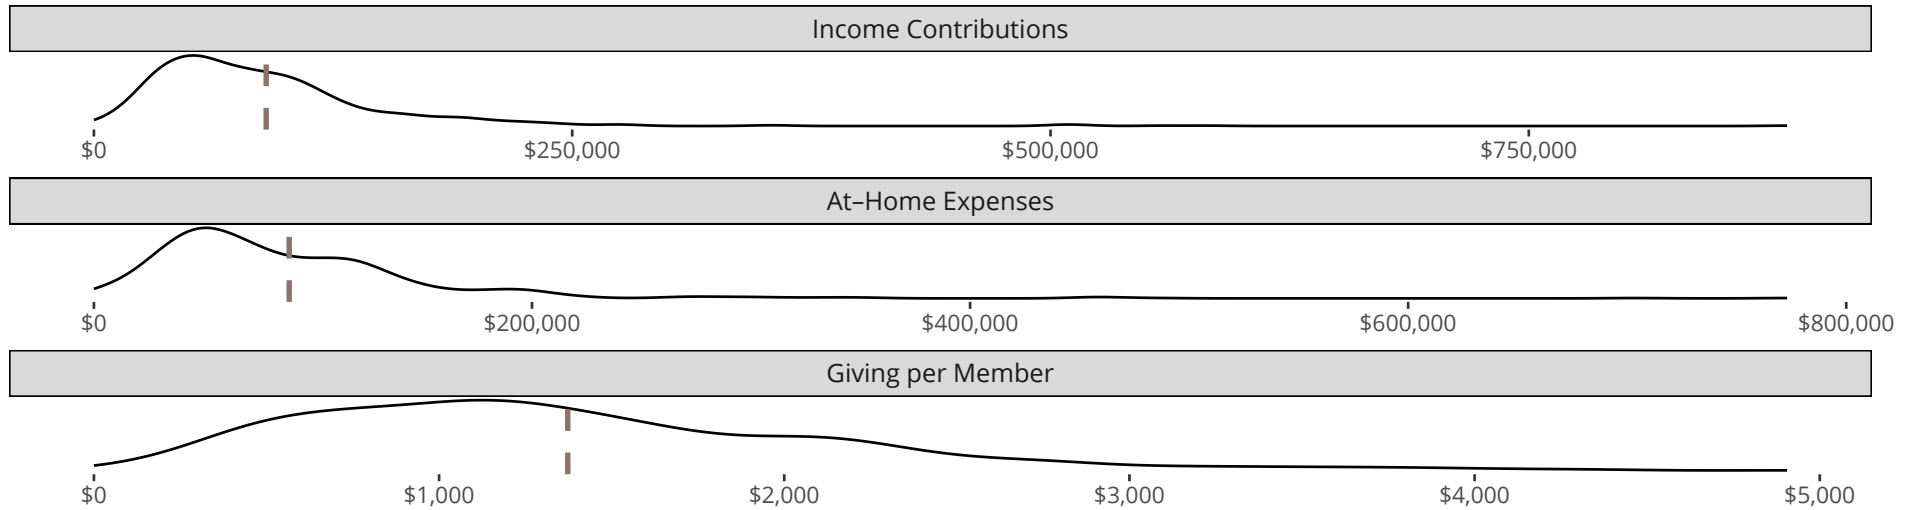 Income Contributions
$0 $250,000 $500,000 $750,000
At–Home Expenses
$0 $200,000 $400,000 $600,000 $800,000
Giving per Member
$0 $1,000 $2,000 $3,000 $4,000 $5,000